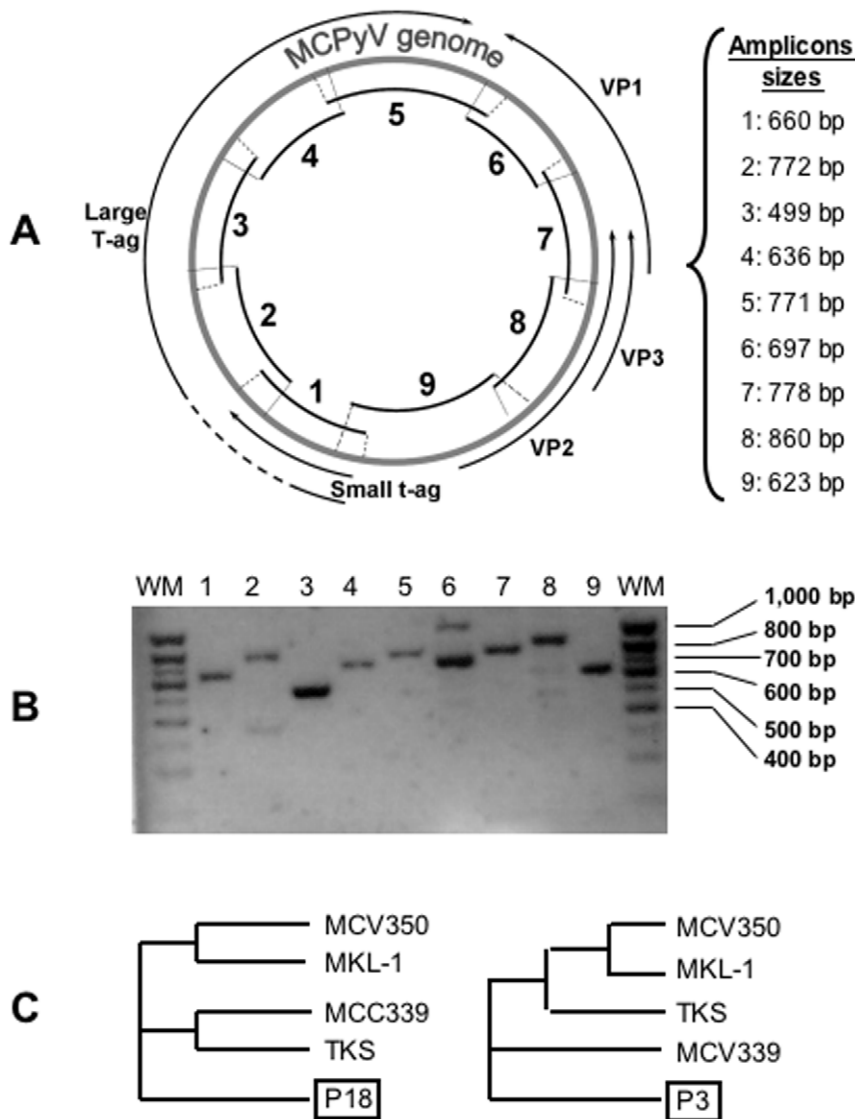 A
MCPyV genome
Large
T-ag
Small t-ag
VP1
VP2
VP3
1
2
3
4
5
6
7
8
9
Amplicons
sizes
1: 660 bp
2: 772 bp
3: 499 bp
4: 636 bp
5: 771 bp
6: 697 bp
7: 778 bp
8: 860 bp
9: 623 bp
B
WM 1 2 3 4 5 6 7 8 9 WM
1,000 bp
800 bp
700 bp
600 bp
500 bp
400 bp
C
MCV350
MKL-1
MCC339
TKS
P18
MCV350
MKL-1
TKS
MCV339
P3